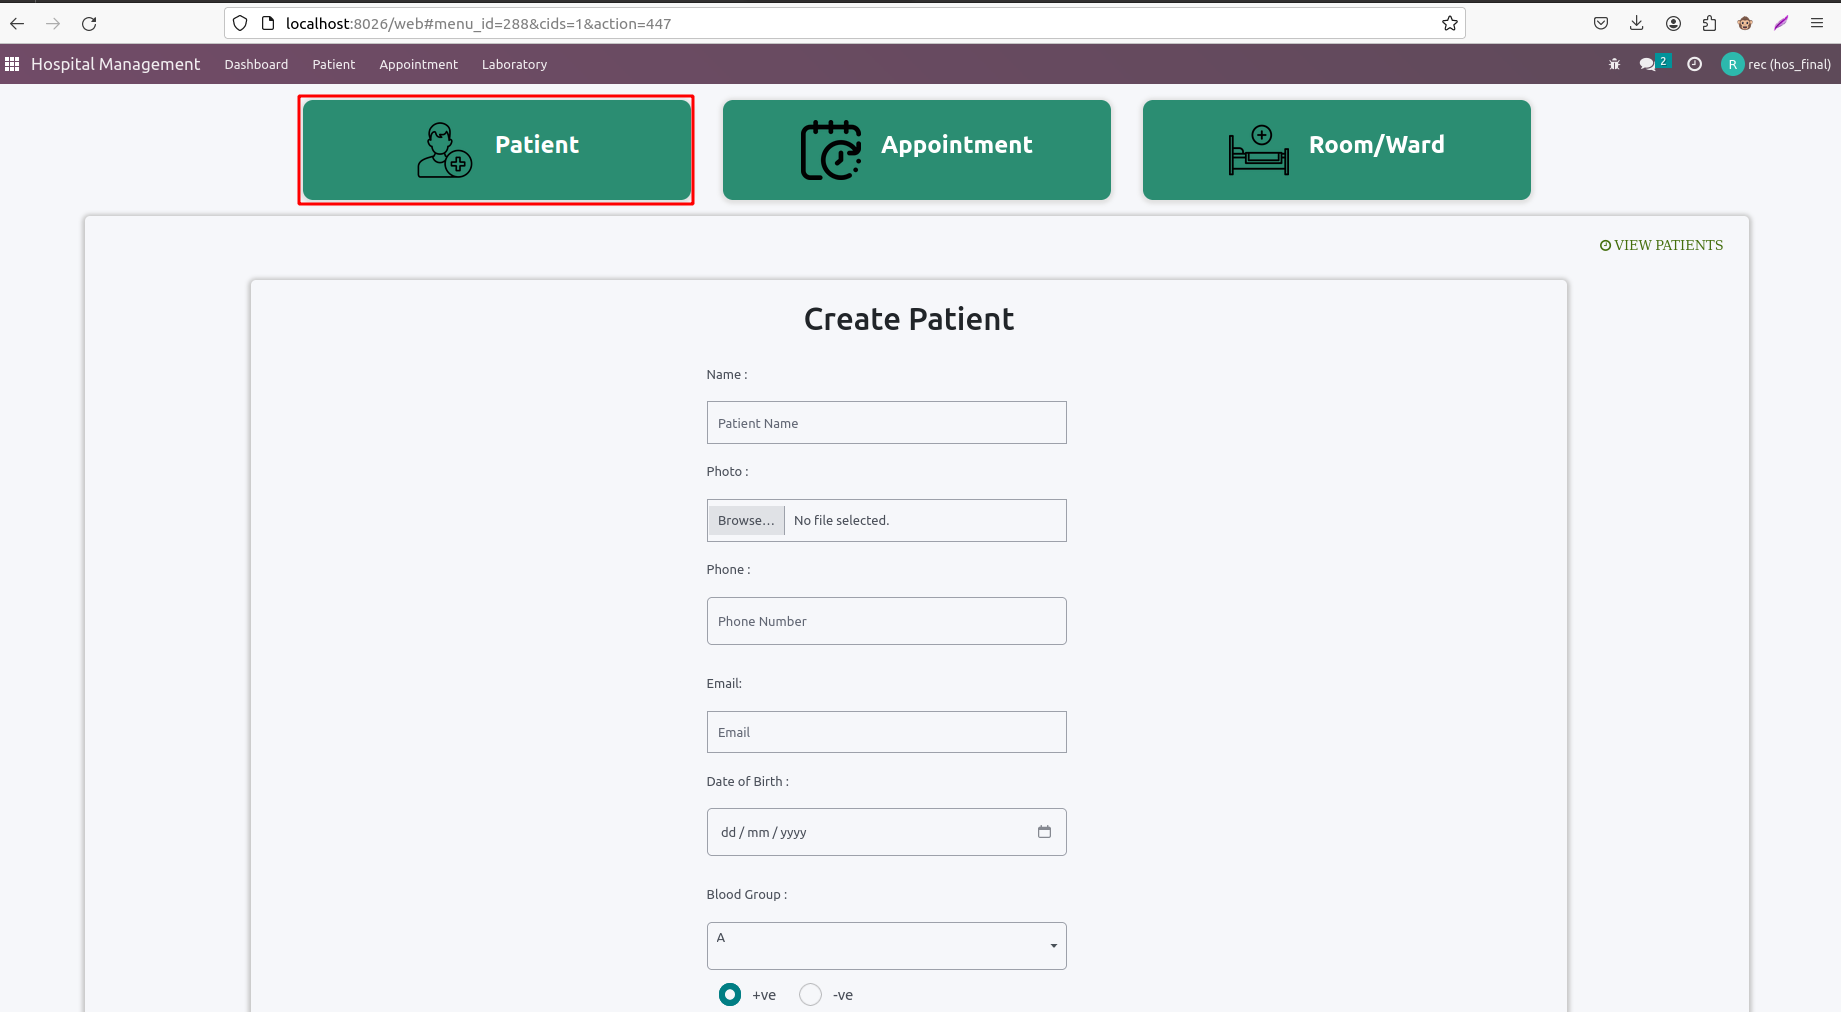 localhost:8026/web#menu_id=288&cids=1&action=447
Hospital Management Dashboard Patient Appointment Laboratory 2 R rec (hos_final)
Patient Appointment Room/Ward
VIEW PATIENTS
Create Patient
Name :
Patient Name
Photo :
Browse... No file selected.
Phone :
Phone Number
Email:
Email
Date of Birth :
dd / mm / yyyy
Blood Group :
A
+ve -ve